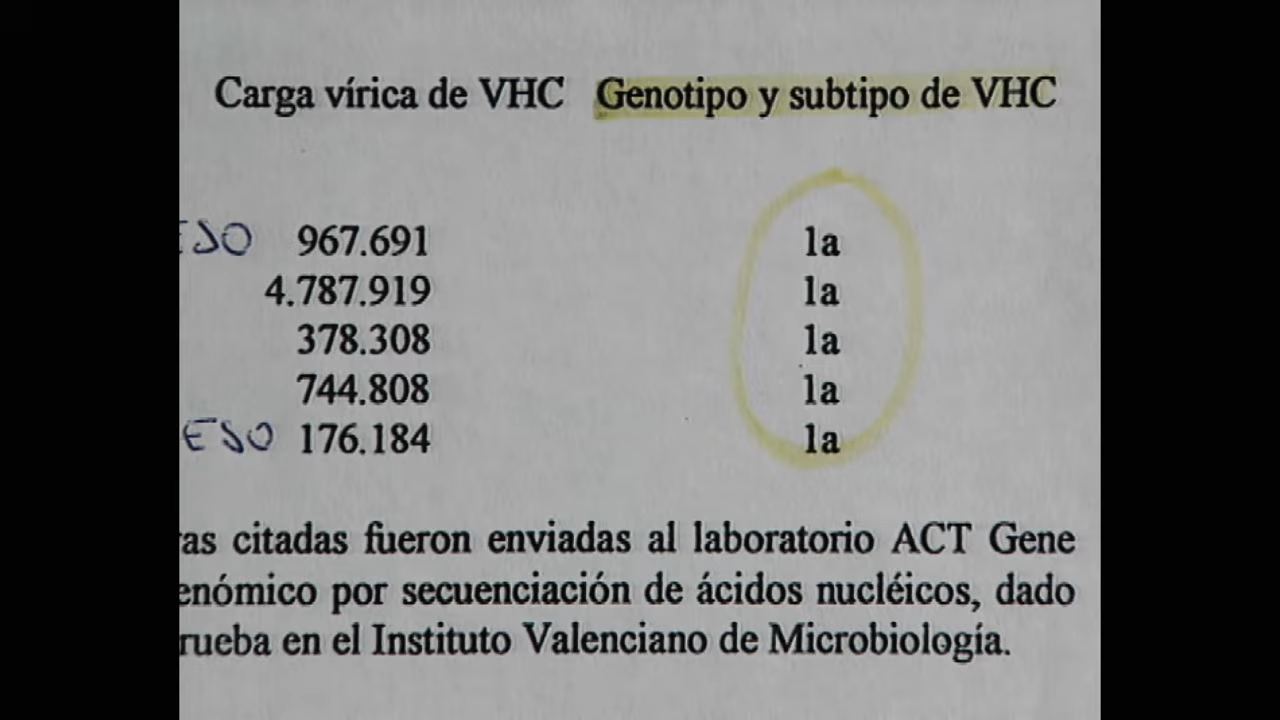 Carga vírica de VHC Genotipo y subtipo de VHC
ESO 967.691 1a
4.787.919 1a
378.308 1a
744.808 1a
ESO 176.184 1a
ras citadas fueron enviadas al laboratorio ACT Gene
enómico por secuenciación de ácidos nucléicos, dado
rueba en el Instituto Valenciano de Microbiología.